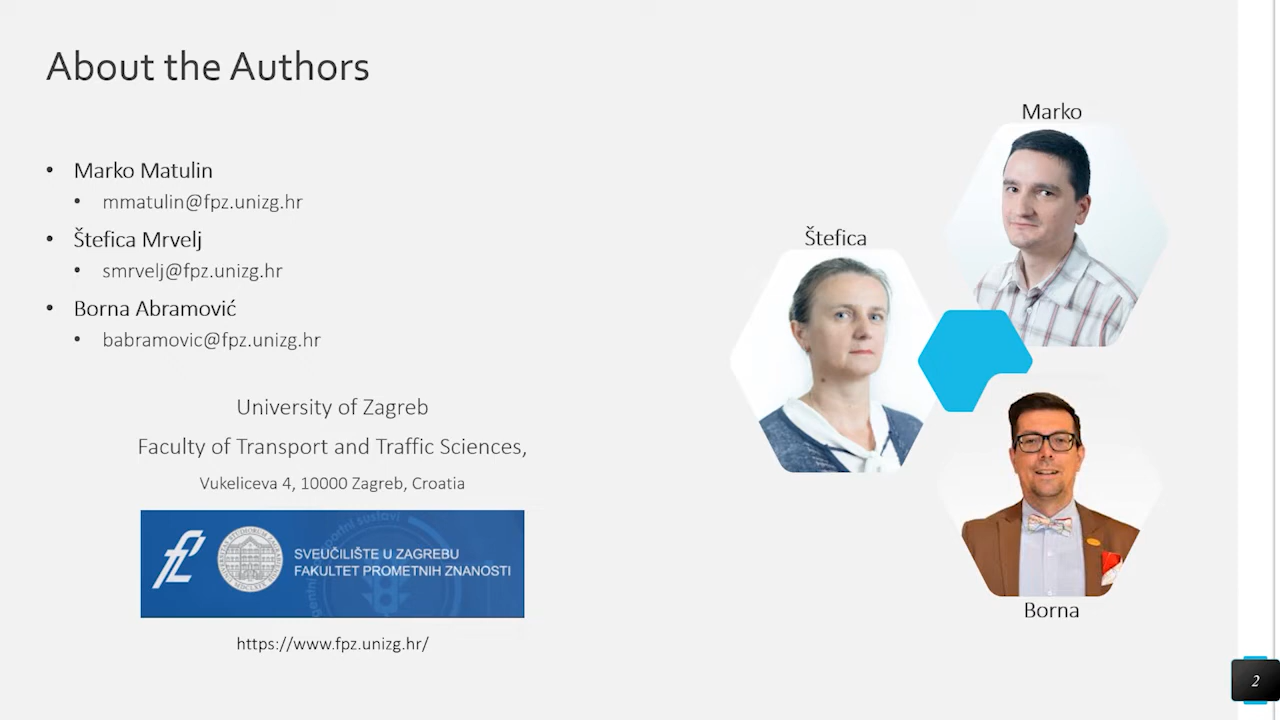 About the Authors
• Marko Matulin
• mmatulin@fpz.unizg.hr
• Štefica Mrvelj
• smrvelj@fpz.unizg.hr
• Borna Abramović
• babramovic@fpz.unizg.hr
University of Zagreb
Faculty of Transport and Traffic Sciences,
Vukeliceva 4, 10000 Zagreb, Croatia
SVEUČILIŠTE U ZAGREBU
FAKULTET PROMETNIH ZNANOSTI
https://www.fpz.unizg.hr/
Marko
Štefica
Borna
2